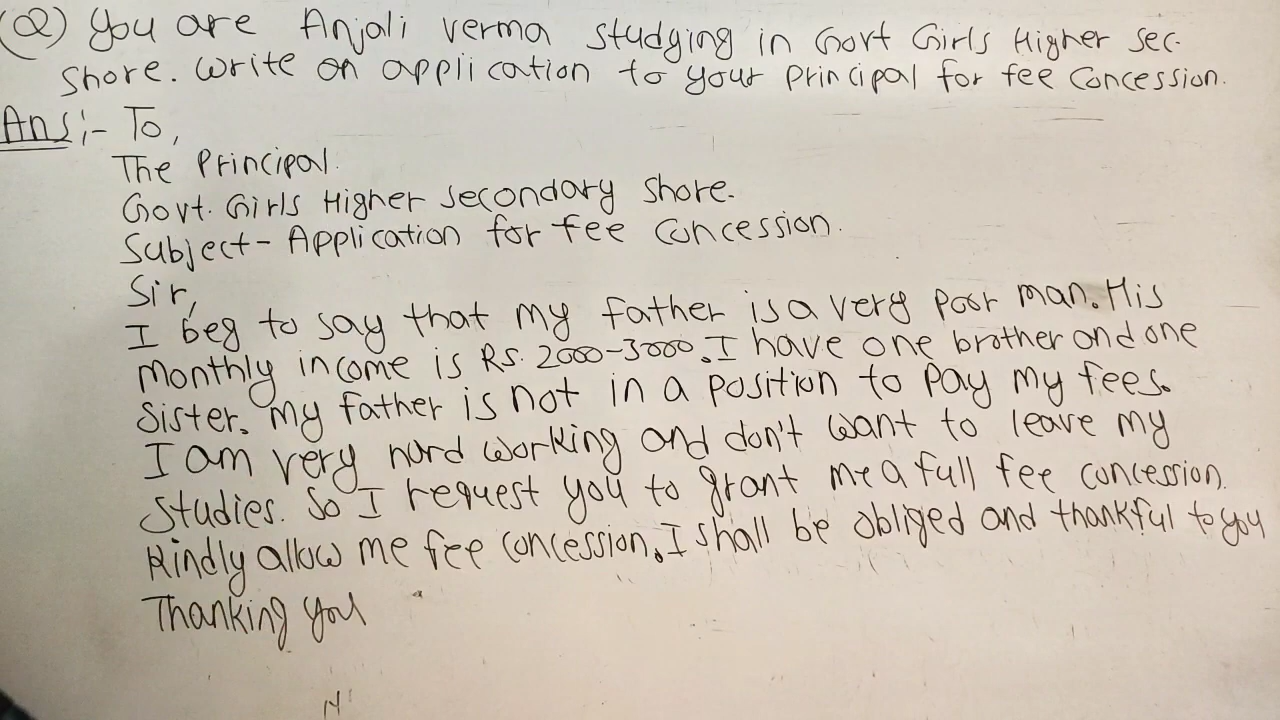 (Q) You are Anjali verma studying in Govt Girls Higher sec.
Shore. Write an application to your principal for fee Concession.
Ans:- To,
The Principal.
Govt. Girls Higher Secondary Shore.
Subject- Application for fee Concession.
Sir,
I beg to say that my father is a very poor man. His
Monthly income is Rs. 2000-3000. I have one brother and one
Sister. My father is not in a position to pay my fees.
I am very hard working and don't want to leave my
studies. So I request you to grant me a full fee concession.
Kindly allow me fee concession. I shall be obliged and thankful to you
Thanking you